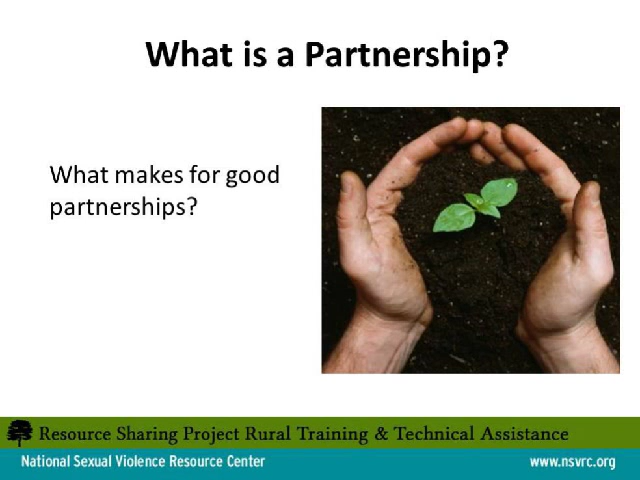 What is a Partnership?
What makes for good
partnerships?
Resource Sharing Project Rural Training & Technical Assistance
National Sexual Violence Resource Center
www.nsvrc.org